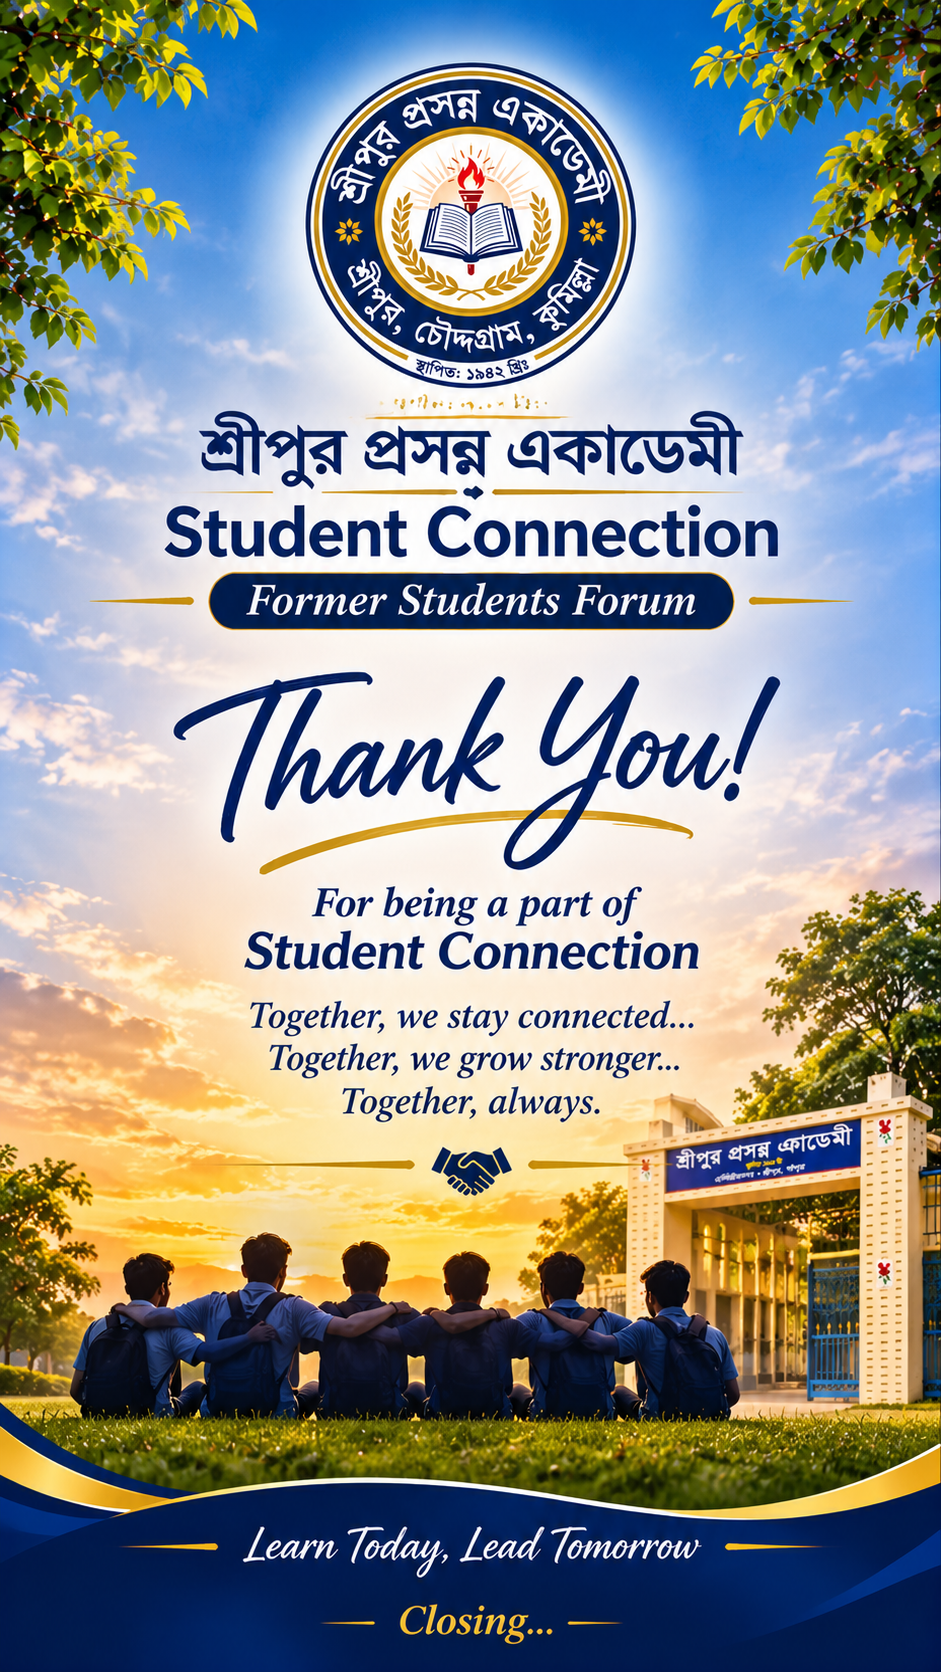 শ্রীপুর প্রসন্ন একাডেমী
শ্রীপুর, চৌদ্দগ্রাম, কুমিল্লা
স্থাপিত: ১৯৪২ খ্রিঃ
শ্রীপুর প্রসন্ন একাডেমী
Student Connection
Former Students Forum
Thank You!
For being a part of
Student Connection
Together, we stay connected...
Together, we grow stronger...
Together, always.
শ্রীপুর প্রসন্ন
Learn Today, Lead Tomorrow
Closing...